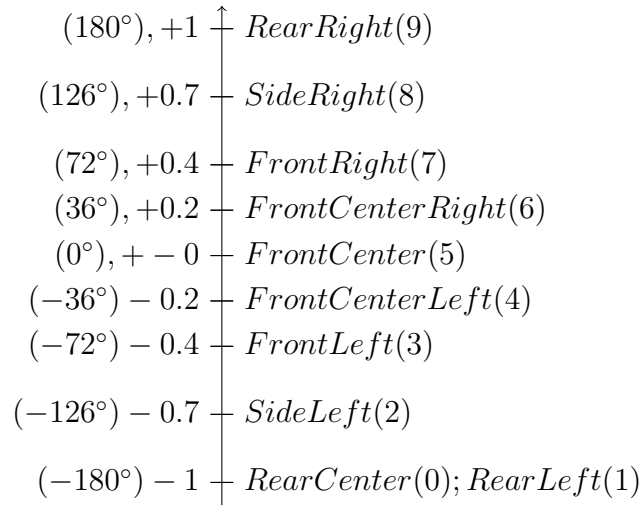 (180°), +1 RearRight(9)
(126°), +0.7 SideRight(8)
(72°), +0.4 FrontRight(7)
(36°), +0.2 FrontCenterRight(6)
(0°), + − 0 FrontCenter(5)
(−36°) − 0.2 FrontCenterLeft(4)
(−72°) − 0.4 FrontLeft(3)
(−126°) − 0.7 SideLeft(2)
(−180°) − 1 RearCenter(0); RearLeft(1)